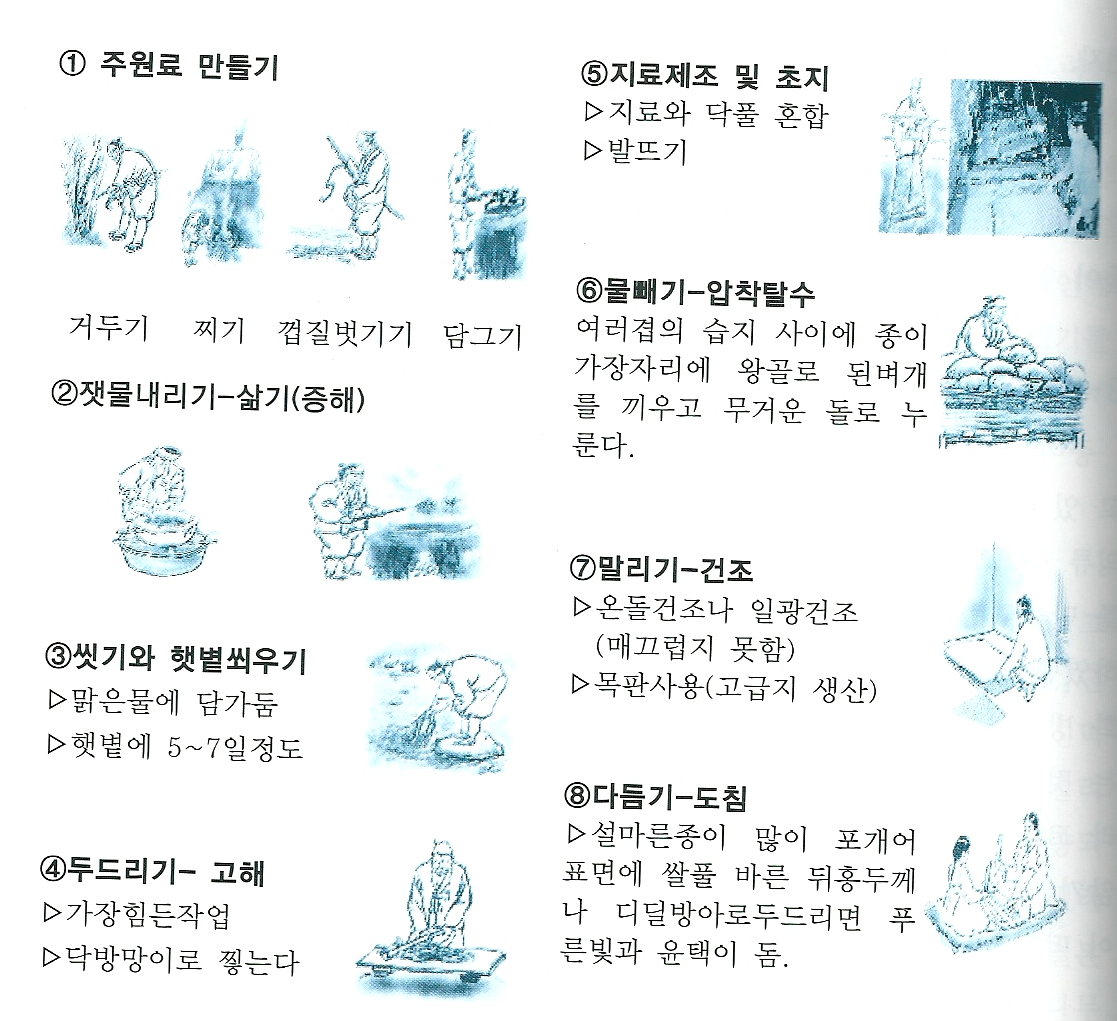 ① 주원료 만들기
거두기 찌기 껍질벗기기 담그기
②잿물내리기-삶기(증해)
③씻기와 햇볕쐬우기
▷맑은물에 담가둠
▷햇볕에 5~7일정도
④두드리기- 고해
▷가장힘든작업
▷닥방망이로 찧는다
⑤지료제조 및 초지
▷지료와 닥풀 혼합
▷발뜨기
⑥물빼기-압착탈수
여러겹의 습지 사이에 종이
가장자리에 왕골로 된벼개
를 끼우고 무거운 돌로 누
룬다.
⑦말리기-건조
▷온돌건조나 일광건조
(매끄럽지 못함)
▷목판사용(고급지 생산)
⑧다듬기-도침
▷설마른종이 많이 포개어
표면에 쌀풀 바른 뒤홍두께
나 디딜방아로두드리면 푸
른빛과 윤택이 돔.